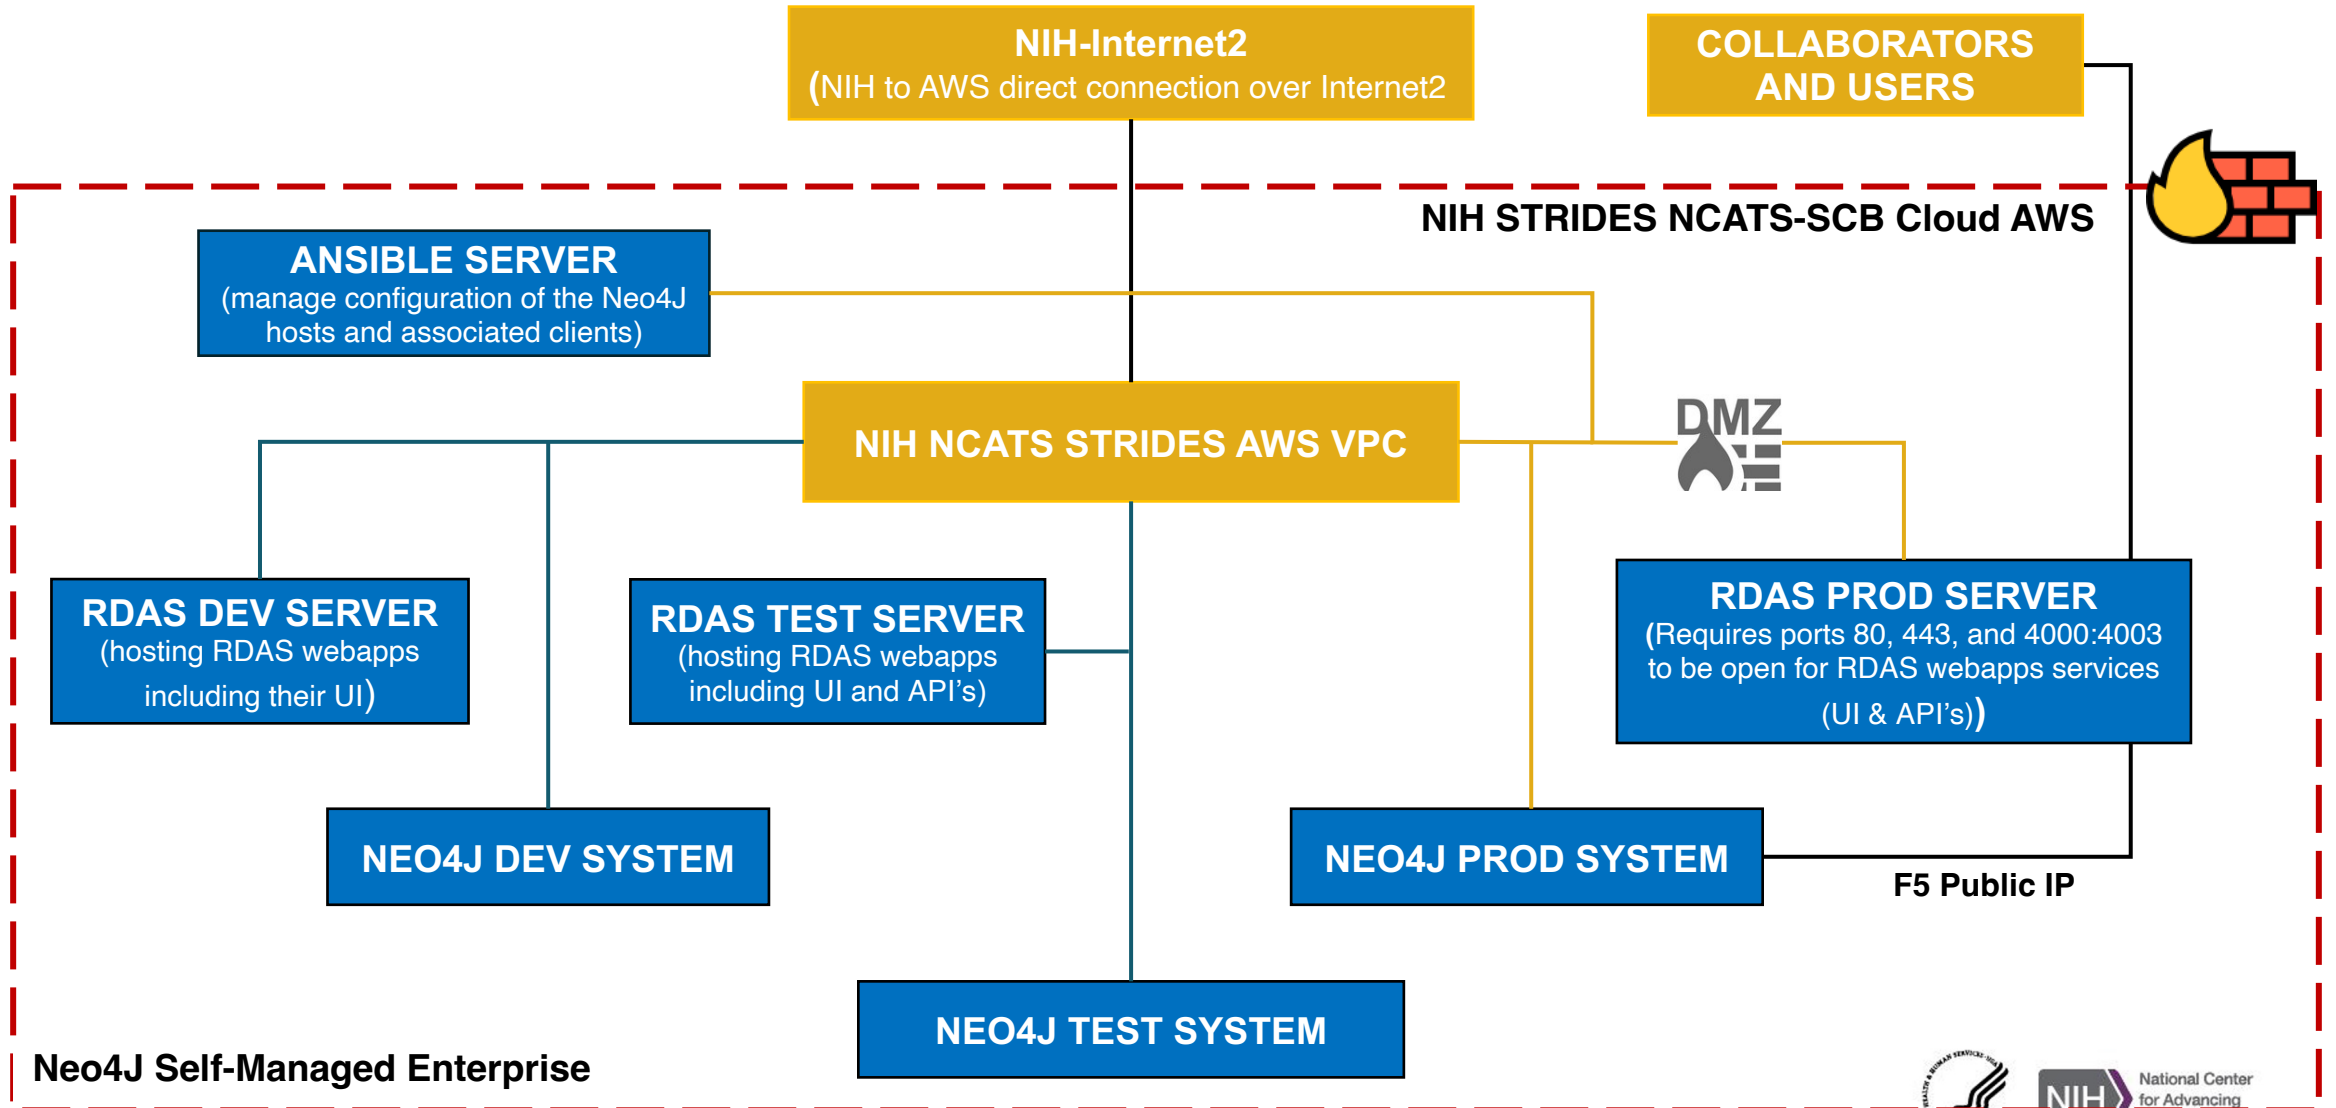 NIH-Internet2
(NIH to AWS direct connection over Internet2
COLLABORATORS
AND USERS
NIH STRIDES NCATS-SCB Cloud AWS
ANSIBLE SERVER
(manage configuration of the Neo4J
hosts and associated clients)
NIH NCATS STRIDES AWS VPC
DMZ
RDAS DEV SERVER
(hosting RDAS webapps
including their UI)
RDAS TEST SERVER
(hosting RDAS webapps
including UI and API’s)
RDAS PROD SERVER
(Requires ports 80, 443, and 4000:4003
to be open for RDAS webapps services
(UI & API’s))
NEO4J DEV SYSTEM
NEO4J PROD SYSTEM
F5 Public IP
NEO4J TEST SYSTEM
Neo4J Self-Managed Enterprise
NIH
National Center
for Advancing